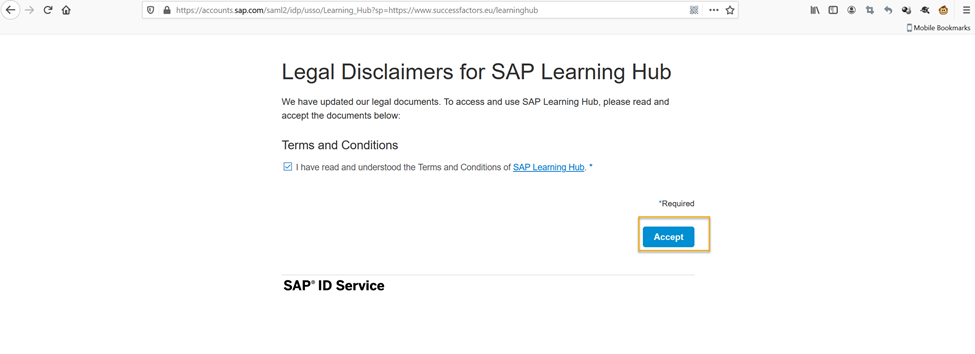 https://accounts.sap.com/saml2/idp/usso/Learning_Hub?sp=https://www.successfactors.eu/learninghub
Mobile Bookmarks
Legal Disclaimers for SAP Learning Hub
We have updated our legal documents. To access and use SAP Learning Hub, please read and
accept the documents below:
Terms and Conditions
I have read and understood the Terms and Conditions of SAP Learning Hub. *
*Required
Accept
SAP® ID Service